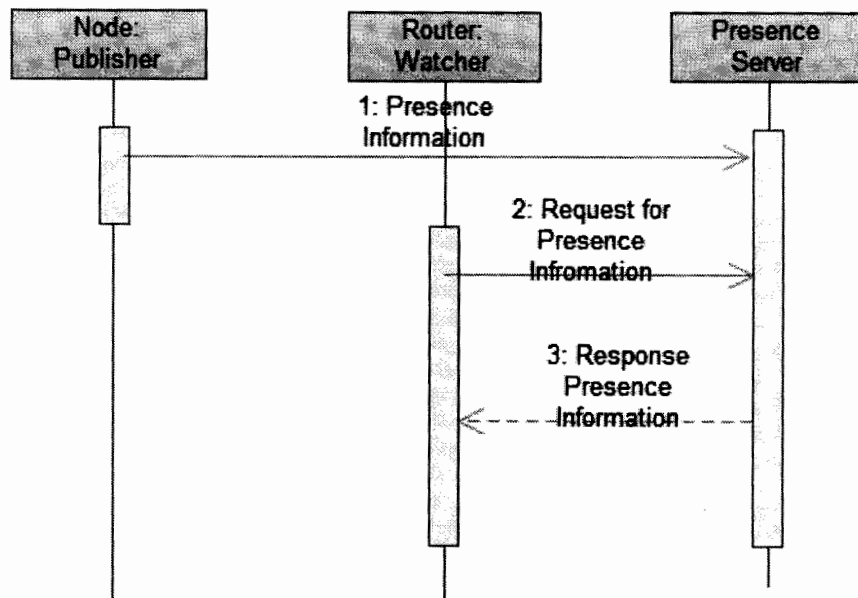 Node:
Publisher
Router:
Watcher
Presence
Server
1: Presence
Information
2: Request for
Presence
Infromation
3: Response
Presence
Information